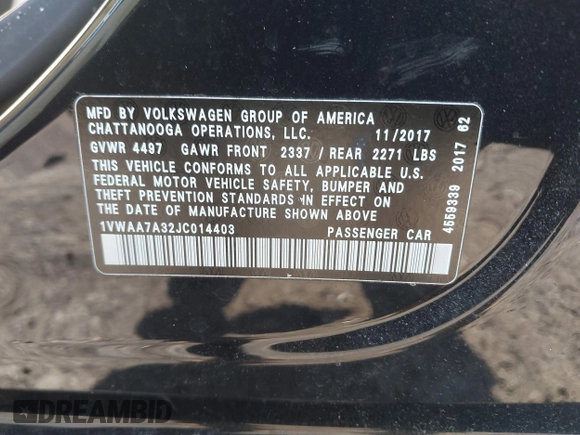 MFD BY VOLKSWAGEN GROUP OF AMERICA
CHATTANOOGA OPERATIONS, LLC. 11/2017
GVWR 4497 GAWR FRONT 2337 / REAR 2271 LBS
THIS VEHICLE CONFORMS TO ALL APPLICABLE U.S.
FEDERAL MOTOR VEHICLE SAFETY, BUMPER AND
THEFT PREVENTION STANDARDS IN EFFECT ON
THE DATE OF MANUFACTURE SHOWN ABOVE
1VWAA7A32JC014403 PASSENGER CAR
4559339 2017 62
DREAMBID